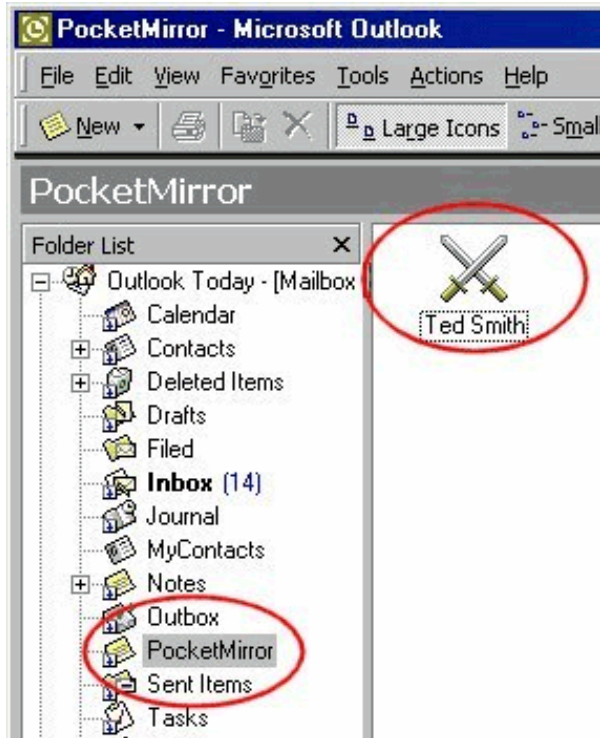 PocketMirror - Microsoft Outlook
File Edit View Favorites Tools Actions Help
New Large Icons Small
PocketMirror
Folder List
Ted Smith
Outlook Today - [Mailbox
Calendar
Contacts
Deleted Items
Drafts
Filed
Inbox (14)
Journal
MyContacts
Notes
Outbox
PocketMirror
Sent Items
Tasks